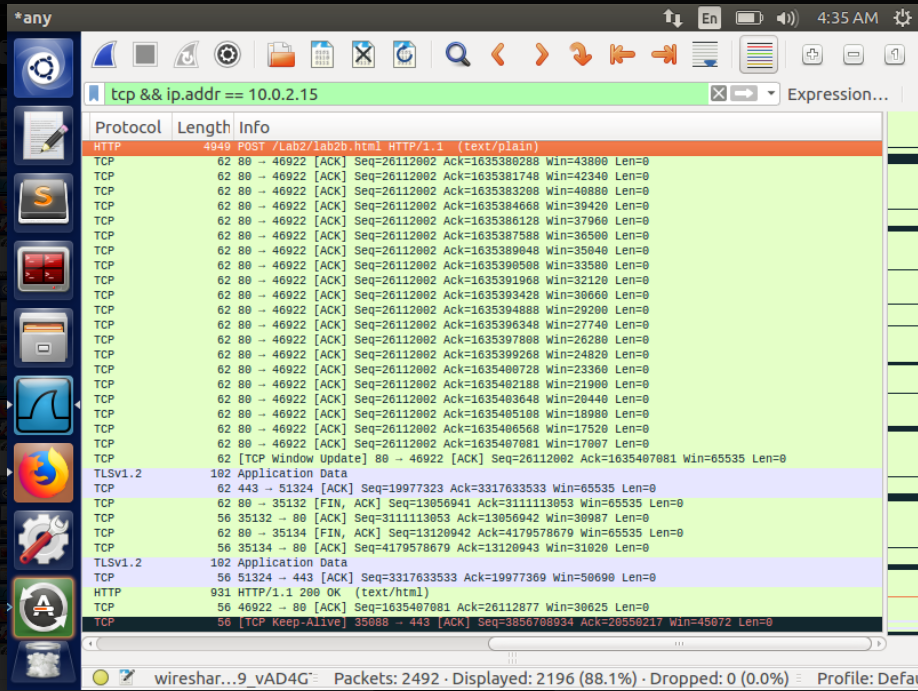 *any En 4:35 AM
tcp && ip.addr == 10.0.2.15 Expression...
Protocol Length Info
HTTP 4949 POST /Lab2/lab2b.html HTTP/1.1 (text/plain)
TCP 62 80 → 46922 [ACK] Seq=26112002 Ack=1635380288 Win=43800 Len=0
TCP 62 80 → 46922 [ACK] Seq=26112002 Ack=1635381748 Win=42340 Len=0
TCP 62 80 → 46922 [ACK] Seq=26112002 Ack=1635383208 Win=40880 Len=0
TCP 62 80 → 46922 [ACK] Seq=26112002 Ack=1635384668 Win=39420 Len=0
TCP 62 80 → 46922 [ACK] Seq=26112002 Ack=1635386128 Win=37960 Len=0
TCP 62 80 → 46922 [ACK] Seq=26112002 Ack=1635387588 Win=36500 Len=0
TCP 62 80 → 46922 [ACK] Seq=26112002 Ack=1635389048 Win=35040 Len=0
TCP 62 80 → 46922 [ACK] Seq=26112002 Ack=1635390508 Win=33580 Len=0
TCP 62 80 → 46922 [ACK] Seq=26112002 Ack=1635391968 Win=32120 Len=0
TCP 62 80 → 46922 [ACK] Seq=26112002 Ack=1635393428 Win=30660 Len=0
TCP 62 80 → 46922 [ACK] Seq=26112002 Ack=1635394888 Win=29200 Len=0
TCP 62 80 → 46922 [ACK] Seq=26112002 Ack=1635396348 Win=27740 Len=0
TCP 62 80 → 46922 [ACK] Seq=26112002 Ack=1635397808 Win=26280 Len=0
TCP 62 80 → 46922 [ACK] Seq=26112002 Ack=1635399268 Win=24820 Len=0
TCP 62 80 → 46922 [ACK] Seq=26112002 Ack=1635400728 Win=23360 Len=0
TCP 62 80 → 46922 [ACK] Seq=26112002 Ack=1635402188 Win=21900 Len=0
TCP 62 80 → 46922 [ACK] Seq=26112002 Ack=1635403648 Win=20440 Len=0
TCP 62 80 → 46922 [ACK] Seq=26112002 Ack=1635405108 Win=18980 Len=0
TCP 62 80 → 46922 [ACK] Seq=26112002 Ack=1635406568 Win=17520 Len=0
TCP 62 80 → 46922 [ACK] Seq=26112002 Ack=1635407081 Win=17007 Len=0
TCP 62 [TCP Window Update] 80 → 46922 [ACK] Seq=26112002 Ack=1635407081 Win=65535 Len=0
TLSv1.2 102 Application Data
TCP 62 443 → 51324 [ACK] Seq=19977323 Ack=3317633533 Win=65535 Len=0
TCP 62 80 → 35132 [FIN, ACK] Seq=13056941 Ack=3111113053 Win=65535 Len=0
TCP 56 35132 → 80 [ACK] Seq=3111113053 Ack=13056942 Win=30987 Len=0
TCP 62 80 → 35134 [FIN, ACK] Seq=13120942 Ack=4179578679 Win=65535 Len=0
TCP 56 35134 → 80 [ACK] Seq=4179578679 Ack=13120943 Win=31020 Len=0
TLSv1.2 102 Application Data
TCP 56 51324 → 443 [ACK] Seq=3317633533 Ack=19977369 Win=50690 Len=0
HTTP 931 HTTP/1.1 200 OK (text/html)
TCP 56 46922 → 80 [ACK] Seq=1635407081 Ack=26112877 Win=30625 Len=0
TCP 56 [TCP Keep-Alive] 35088 → 443 [ACK] Seq=3856708934 Ack=20550217 Win=45072 Len=0
wireshar...9_vAD4G Packets: 2492 · Displayed: 2196 (88.1%) · Dropped: 0 (0.0%) Profile: Defau